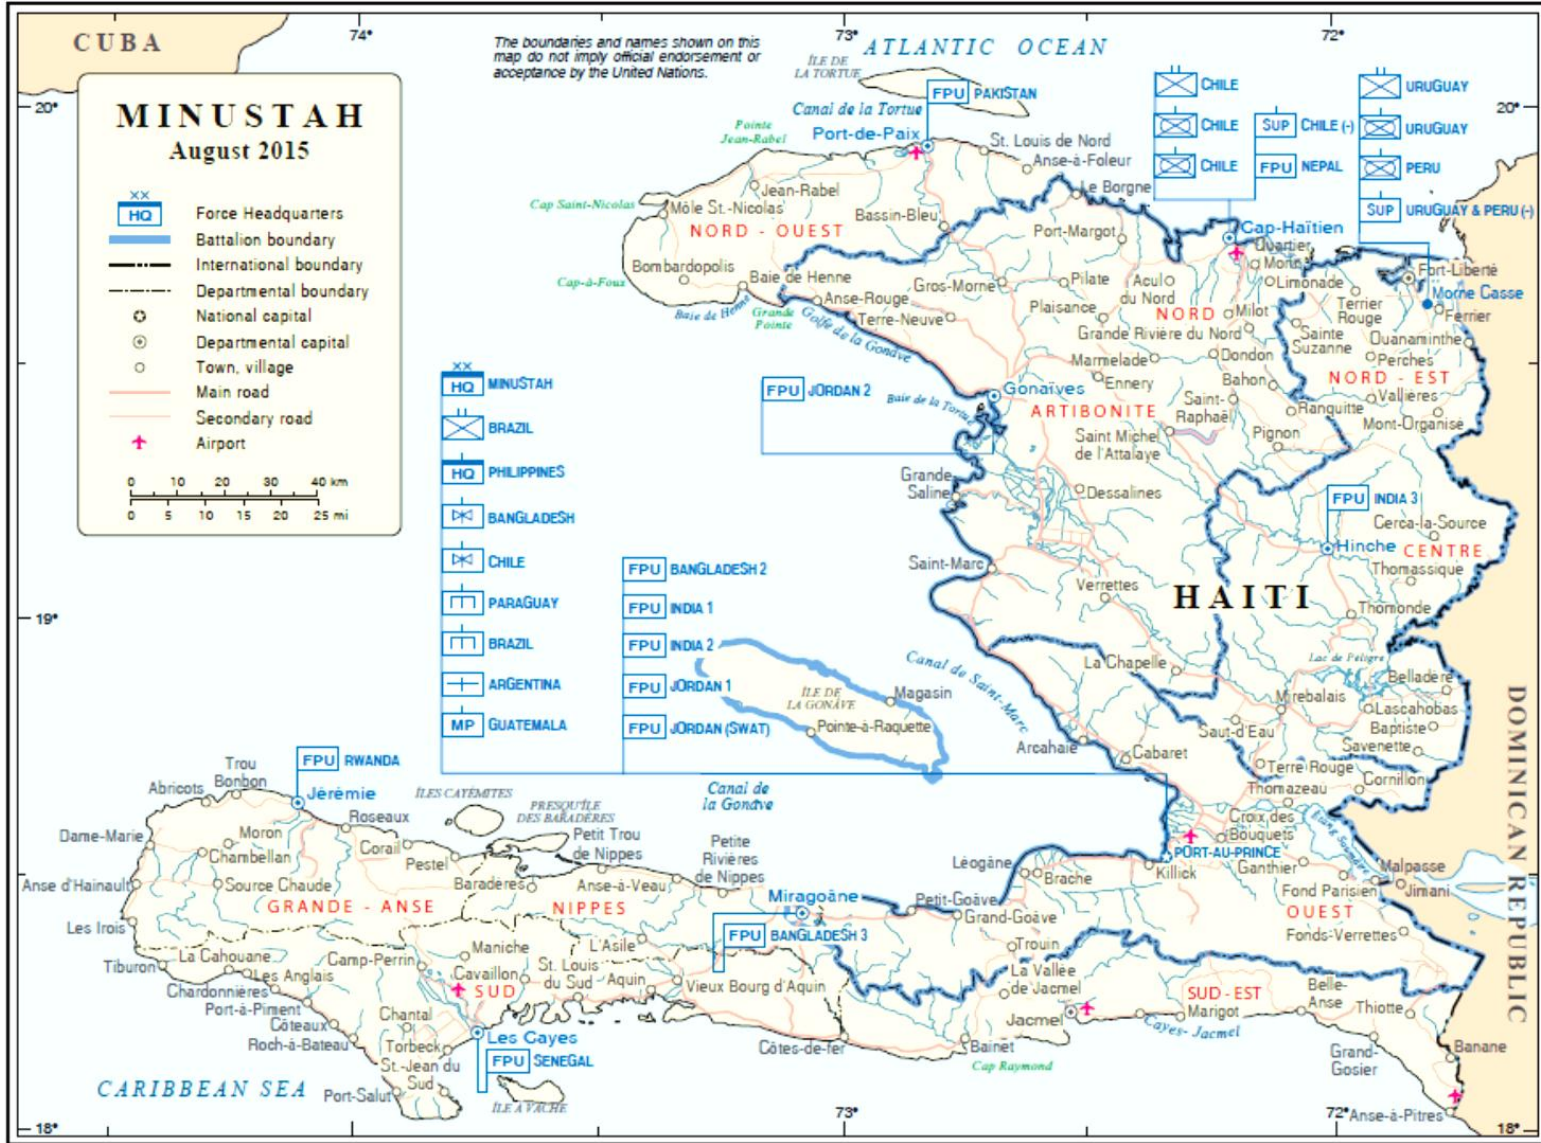 CUBA
74°
73°
72°
The boundaries and names shown on this
map do not imply official endorsement or
acceptance by the United Nations.
ATLANTIC OCEAN
20°
20°
MINUSTAH
August 2015
XX
HQ Force Headquarters
Battalion boundary
International boundary
Departmental boundary
National capital
Departmental capital
Town, village
Main road
Secondary road
Airport
0 10 20 30 40 km
0 5 10 15 20 25 mi
ÎLE DE
LA TORTUE
Canal de la Tortue
FPU PAKISTAN
CHILE
CHILE
CHILE
SUP CHILE (-)
FPU NEPAL
URUGUAY
URUGUAY
PERU
SUP URUGUAY & PERU (-)
Pointe
Jean-Rabel
Port-de-Paix
St. Louis de Nord
Anse-à-Foleur
Le Borgne
Jean-Rabel
Cap Saint-Nicolas
Môle St.-Nicolas
NORD - OUEST
Bassin-Bleu
Port-Margot
Cap-Haïtien
Quartier
Morin
Limonade
Fort-Liberté
Morne Casse
Ferrier
Terrier
Rouge
Bombardopolis
Baie de Henne
Cap-à-Foux
Baie de Henne
Grande
Pointe
Anse-Rouge
Terre-Neuve
Golfe de la Gonâve
Gros-Morne
Pilate
Plaisance
Acul
du Nord
NORD
Milot
Grande Rivière du Nord
Sainte
Suzanne
Ouanaminthe
Perches
NORD - EST
Vallières
Mont-Organisé
Marmelade
Dondon
Ennery
Bahon
Saint-
Raphaël
Ranquitte
Pignon
Gonaïves
ARTIBONITE
Saint Michel
de l'Attalaye
Baie de la Tortue
FPU JORDAN 2
XX
HQ MINUSTAH
BRAZIL
HQ PHILIPPINES
BANGLADESH
CHILE
PARAGUAY
BRAZIL
ARGENTINA
MP GUATEMALA
FPU BANGLADESH 2
FPU INDIA 1
FPU INDIA 2
FPU JORDAN 1
FPU JORDAN (SWAT)
Grande
Saline
Dessalines
FPU INDIA 3
Cerca-la-Source
Hinche
CENTRE
Thomassique
Thomonde
Saint-Marc
Verrettes
HAITI
19°
19°
La Chapelle
Lac de Péligre
Belladère
Mirebalais
Lascahobas
Baptiste
Savenette
Saut-d'Eau
Canal de Saint-Marc
ÎLE DE
LA GONÂVE
Magasin
Pointe-à-Raquette
Arcahaie
Cabaret
Terre Rouge
Cornillon
Thomazeau
Croix des
Bouquets
Etang Saumâtre
DOMINICAN REPUBLIC
FPU RWANDA
Trou
Bonbon
Abricots
Jérémie
ÎLES CAYÉMITES
PRESQU'ÎLE
DES BARADÈRES
Canal de
la Gonâve
Dame-Marie
Moron
Chambellan
Roseaux
Corail
Pestel
Petit Trou
de Nippes
Petite
Rivières
de Nippes
Anse d'Hainault
Source Chaude
GRANDE - ANSE
Baradères
Anse-à-Veau
NIPPES
Miragoâne
FPU BANGLADESH 3
Léogâne
Brache
PORT-AU-PRINCE
Killick
Ganthier
Fond Parisien
Malpasse
Jimani
Petit-Goâve
Grand-Goâve
OUEST
Fonds-Verrettes
Les Irois
Tiburon
La Cahouane
Les Anglais
Chardonnières
Port-à-Piment
Côteaux
Roch-à-Bateau
Camp-Perrin
Maniche
Cavaillon
SUD
St. Louis
du Sud
L'Asile
Aquin
Vieux Bourg d'Aquin
Trouin
La Vallée
de Jacmel
SUD-EST
Marigot
Belle-
Anse
Thiotte
Jacmel
Cayes-Jacmel
Chantal
Torbeck
St.-Jean du
Sud
Port-Salut
Les Cayes
FPU SENEGAL
ÎLE À VACHE
Côtes-de-fer
Bainet
Cap Raymond
Grand-
Gosier
Banane
Anse-à-Pitres
CARIBBEAN SEA
18°
73°
72°
18°